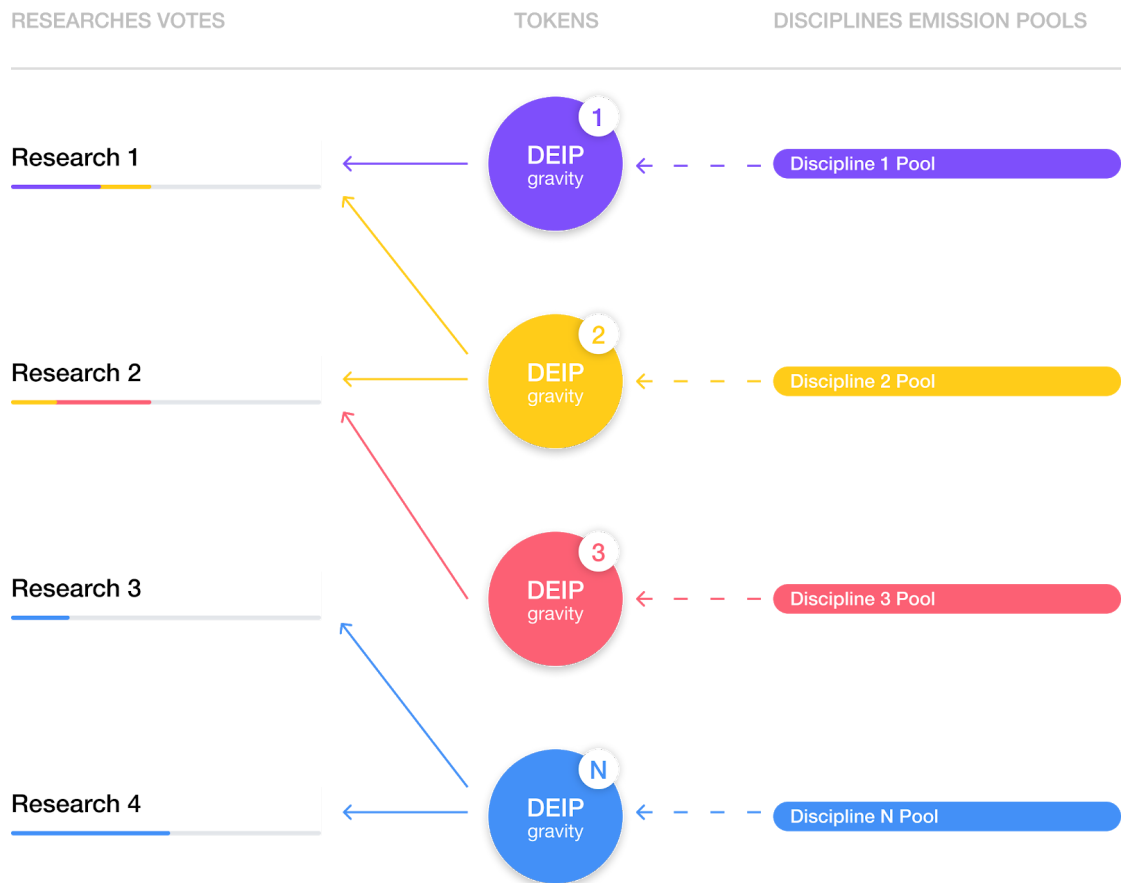 RESEARCHES VOTES
TOKENS
DISCIPLINES EMISSION POOLS
Research 1
1
DEIP
gravity
Discipline 1 Pool
Research 2
2
DEIP
gravity
Discipline 2 Pool
Research 3
3
DEIP
gravity
Discipline 3 Pool
Research 4
N
DEIP
gravity
Discipline N Pool